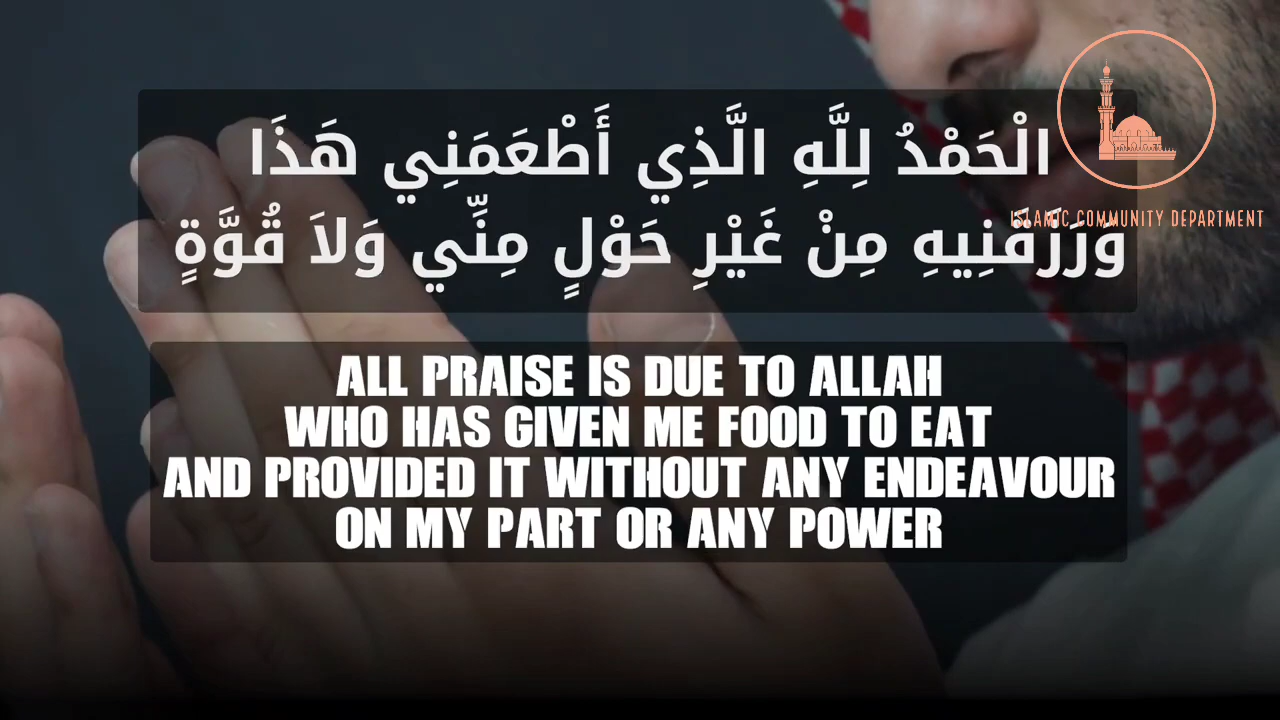 الْحَمْدُ لِلَّهِ الَّذِي أَطْعَمَنِي هَذَا
وَرَزَقَنِيهِ مِنْ غَيْرِ حَوْلٍ مِنِّي وَلاَ قُوَّةٍ
ISLAMIC COMMUNITY DEPARTMENT
ALL PRAISE IS DUE TO ALLAH
WHO HAS GIVEN ME FOOD TO EAT
AND PROVIDED IT WITHOUT ANY ENDEAVOUR
ON MY PART OR ANY POWER